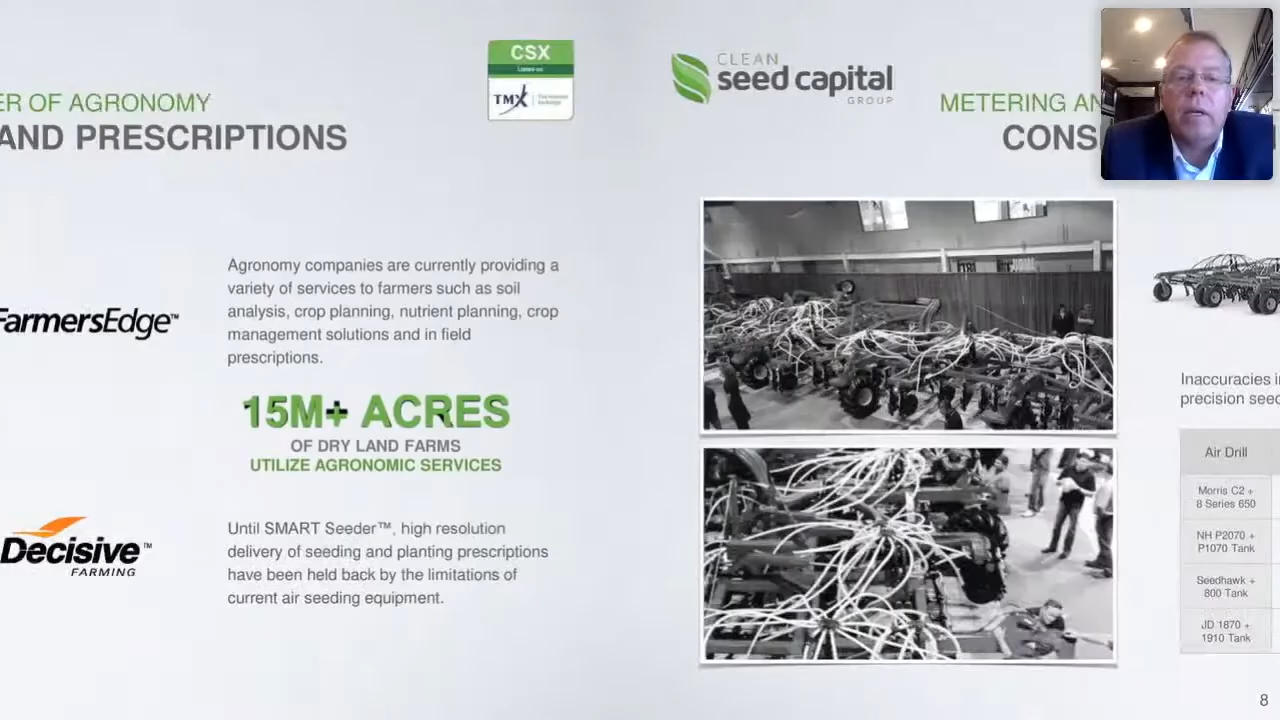 ER OF AGRONOMY
AND PRESCRIPTIONS
CSX
Listed on
TMX
FarmersEdge™
Agronomy companies are currently providing a
variety of services to farmers such as soil
analysis, crop planning, nutrient planning, crop
management solutions and in field
prescriptions.
15M+ ACRES
OF DRY LAND FARMS
UTILIZE AGRONOMIC SERVICES
Decisive™
FARMING
Until SMART Seeder™, high resolution
delivery of seeding and planting prescriptions
have been held back by the limitations of
current air seeding equipment.
CLEAN
seed capital
GROUP
METERING AN
CONS
Inaccuracies i
precision seed
Air Drill
Morris C2 +
8 Series 650
NH P2070 +
P1070 Tank
Seedhawk +
800 Tank
JD 1870 +
1910 Tank
8